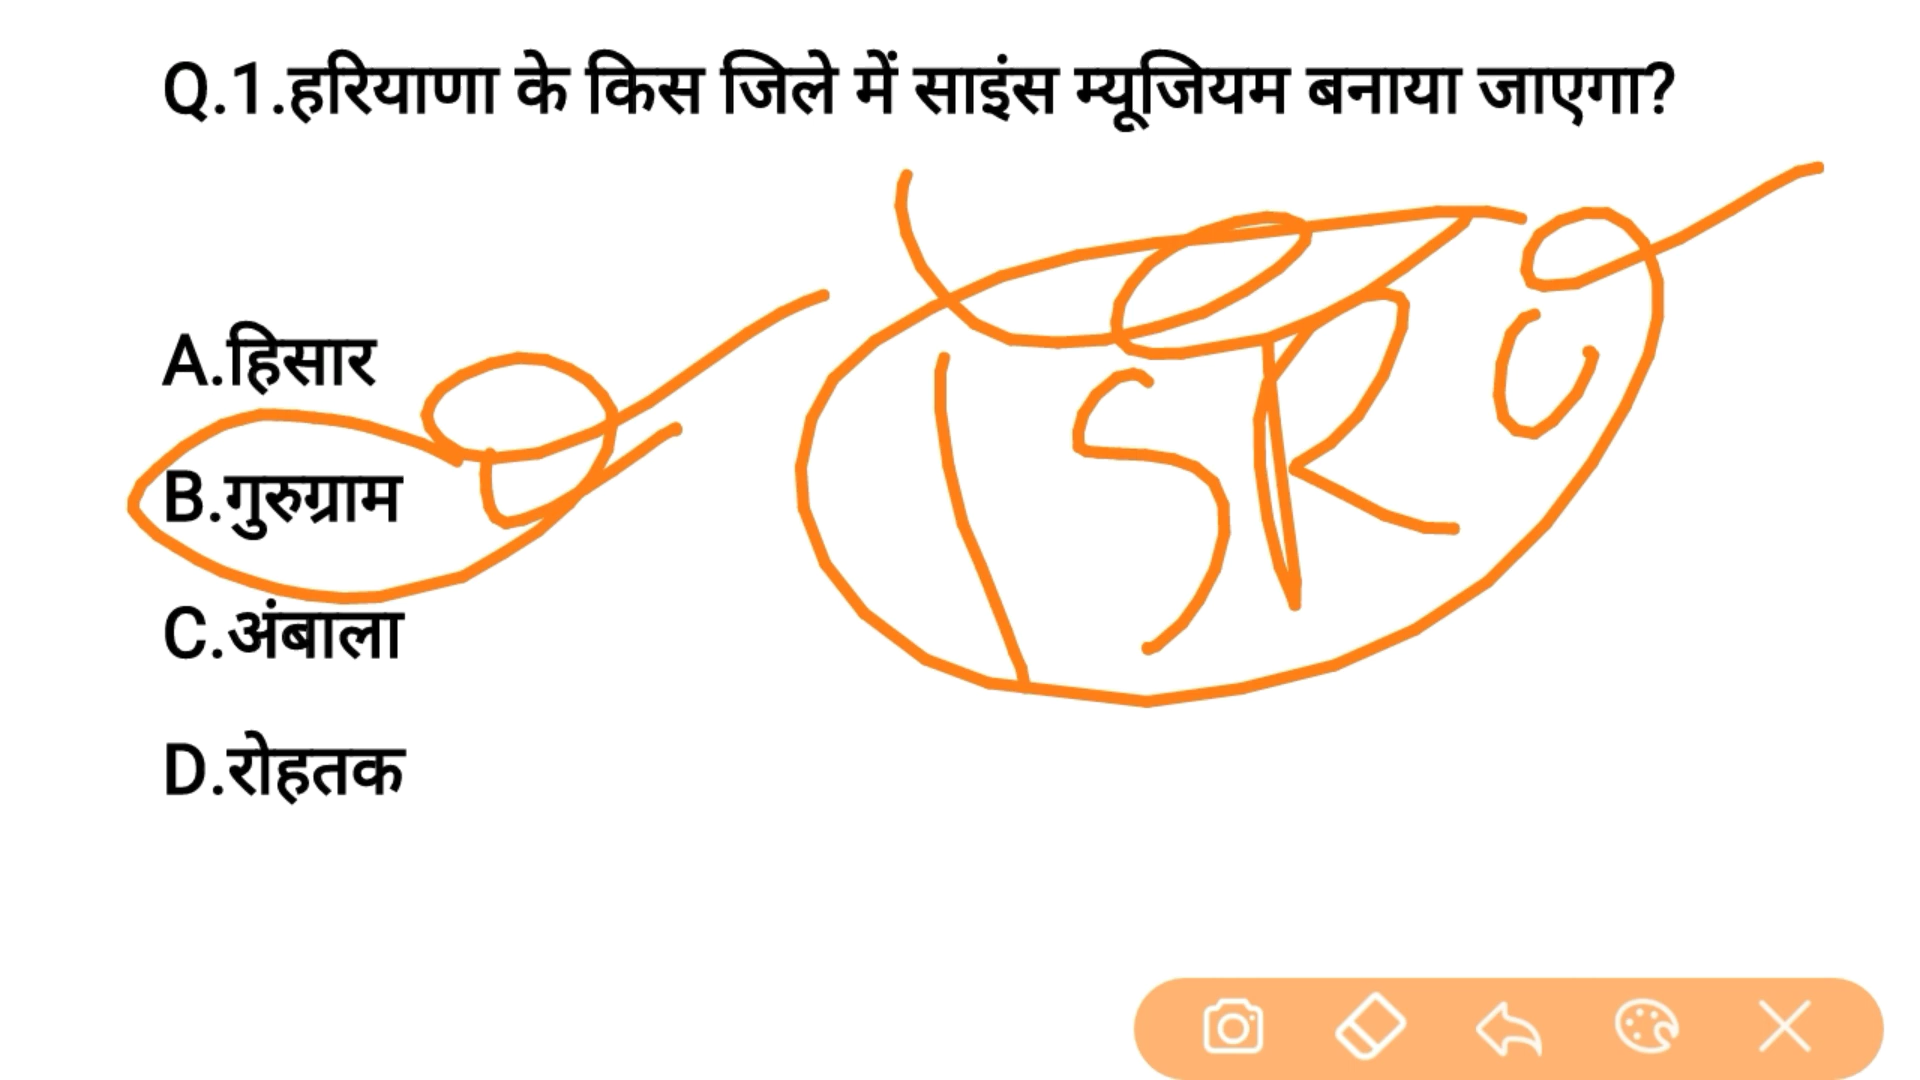 Q.1.हरियाणा के किस जिले में साइंस म्यूजियम बनाया जाएगा?
A.हिसार
B.गुरुग्राम
C.अंबाला
D.रोहतक
ISRO